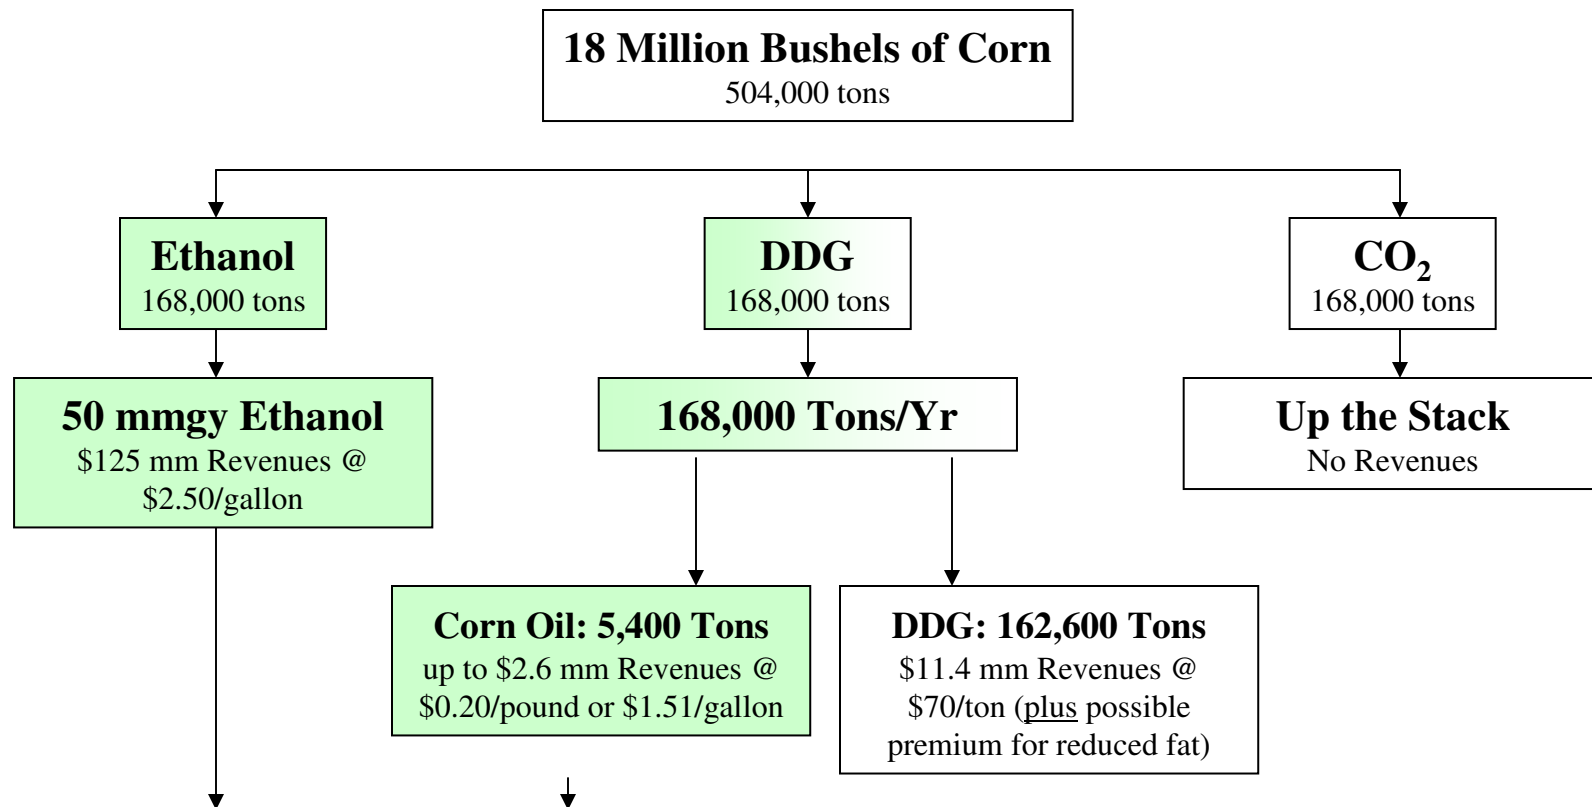 18 Million Bushels of Corn
504,000 tons
Ethanol
168,000 tons
DDG
168,000 tons
CO₂
168,000 tons
50 mmgy Ethanol
$125 mm Revenues @
$2.50/gallon
168,000 Tons/Yr
Up the Stack
No Revenues
Corn Oil: 5,400 Tons
up to $2.6 mm Revenues @
$0.20/pound or $1.51/gallon
DDG: 162,600 Tons
$11.4 mm Revenues @
$70/ton (plus possible
premium for reduced fat)